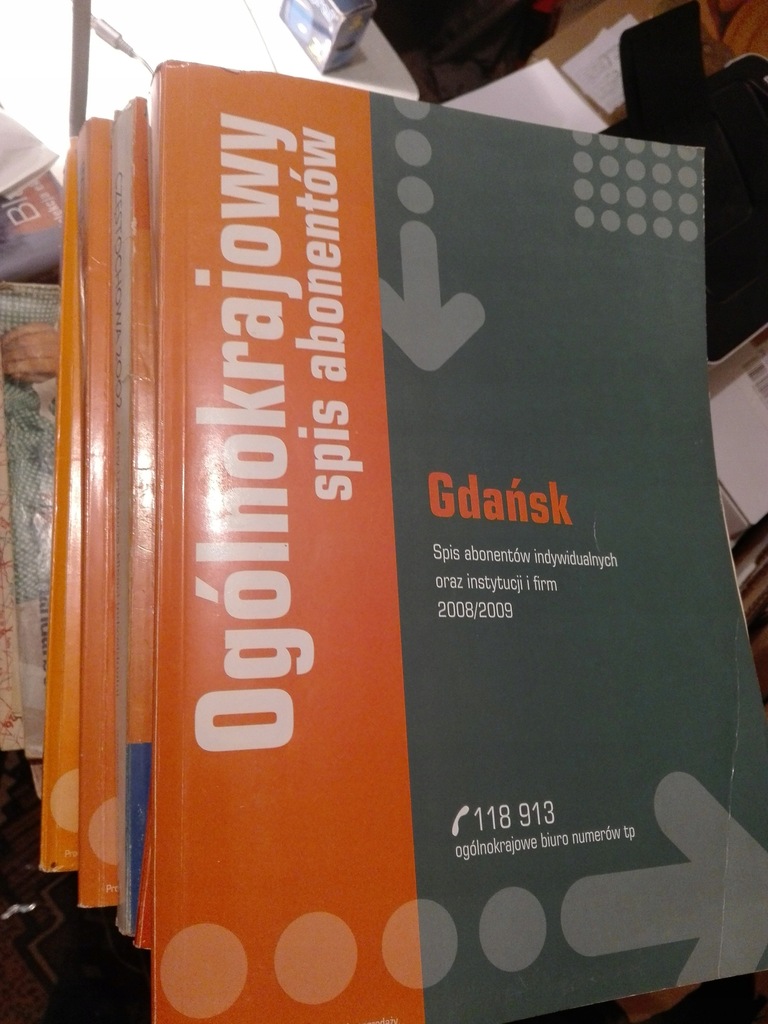 Ogólnokrajowy
spis abonentów
Gdańsk
Spis abonentów indywidualnych
oraz instytucji i firm
2008/2009
118 913
ogólnokrajowe biuro numerów tp